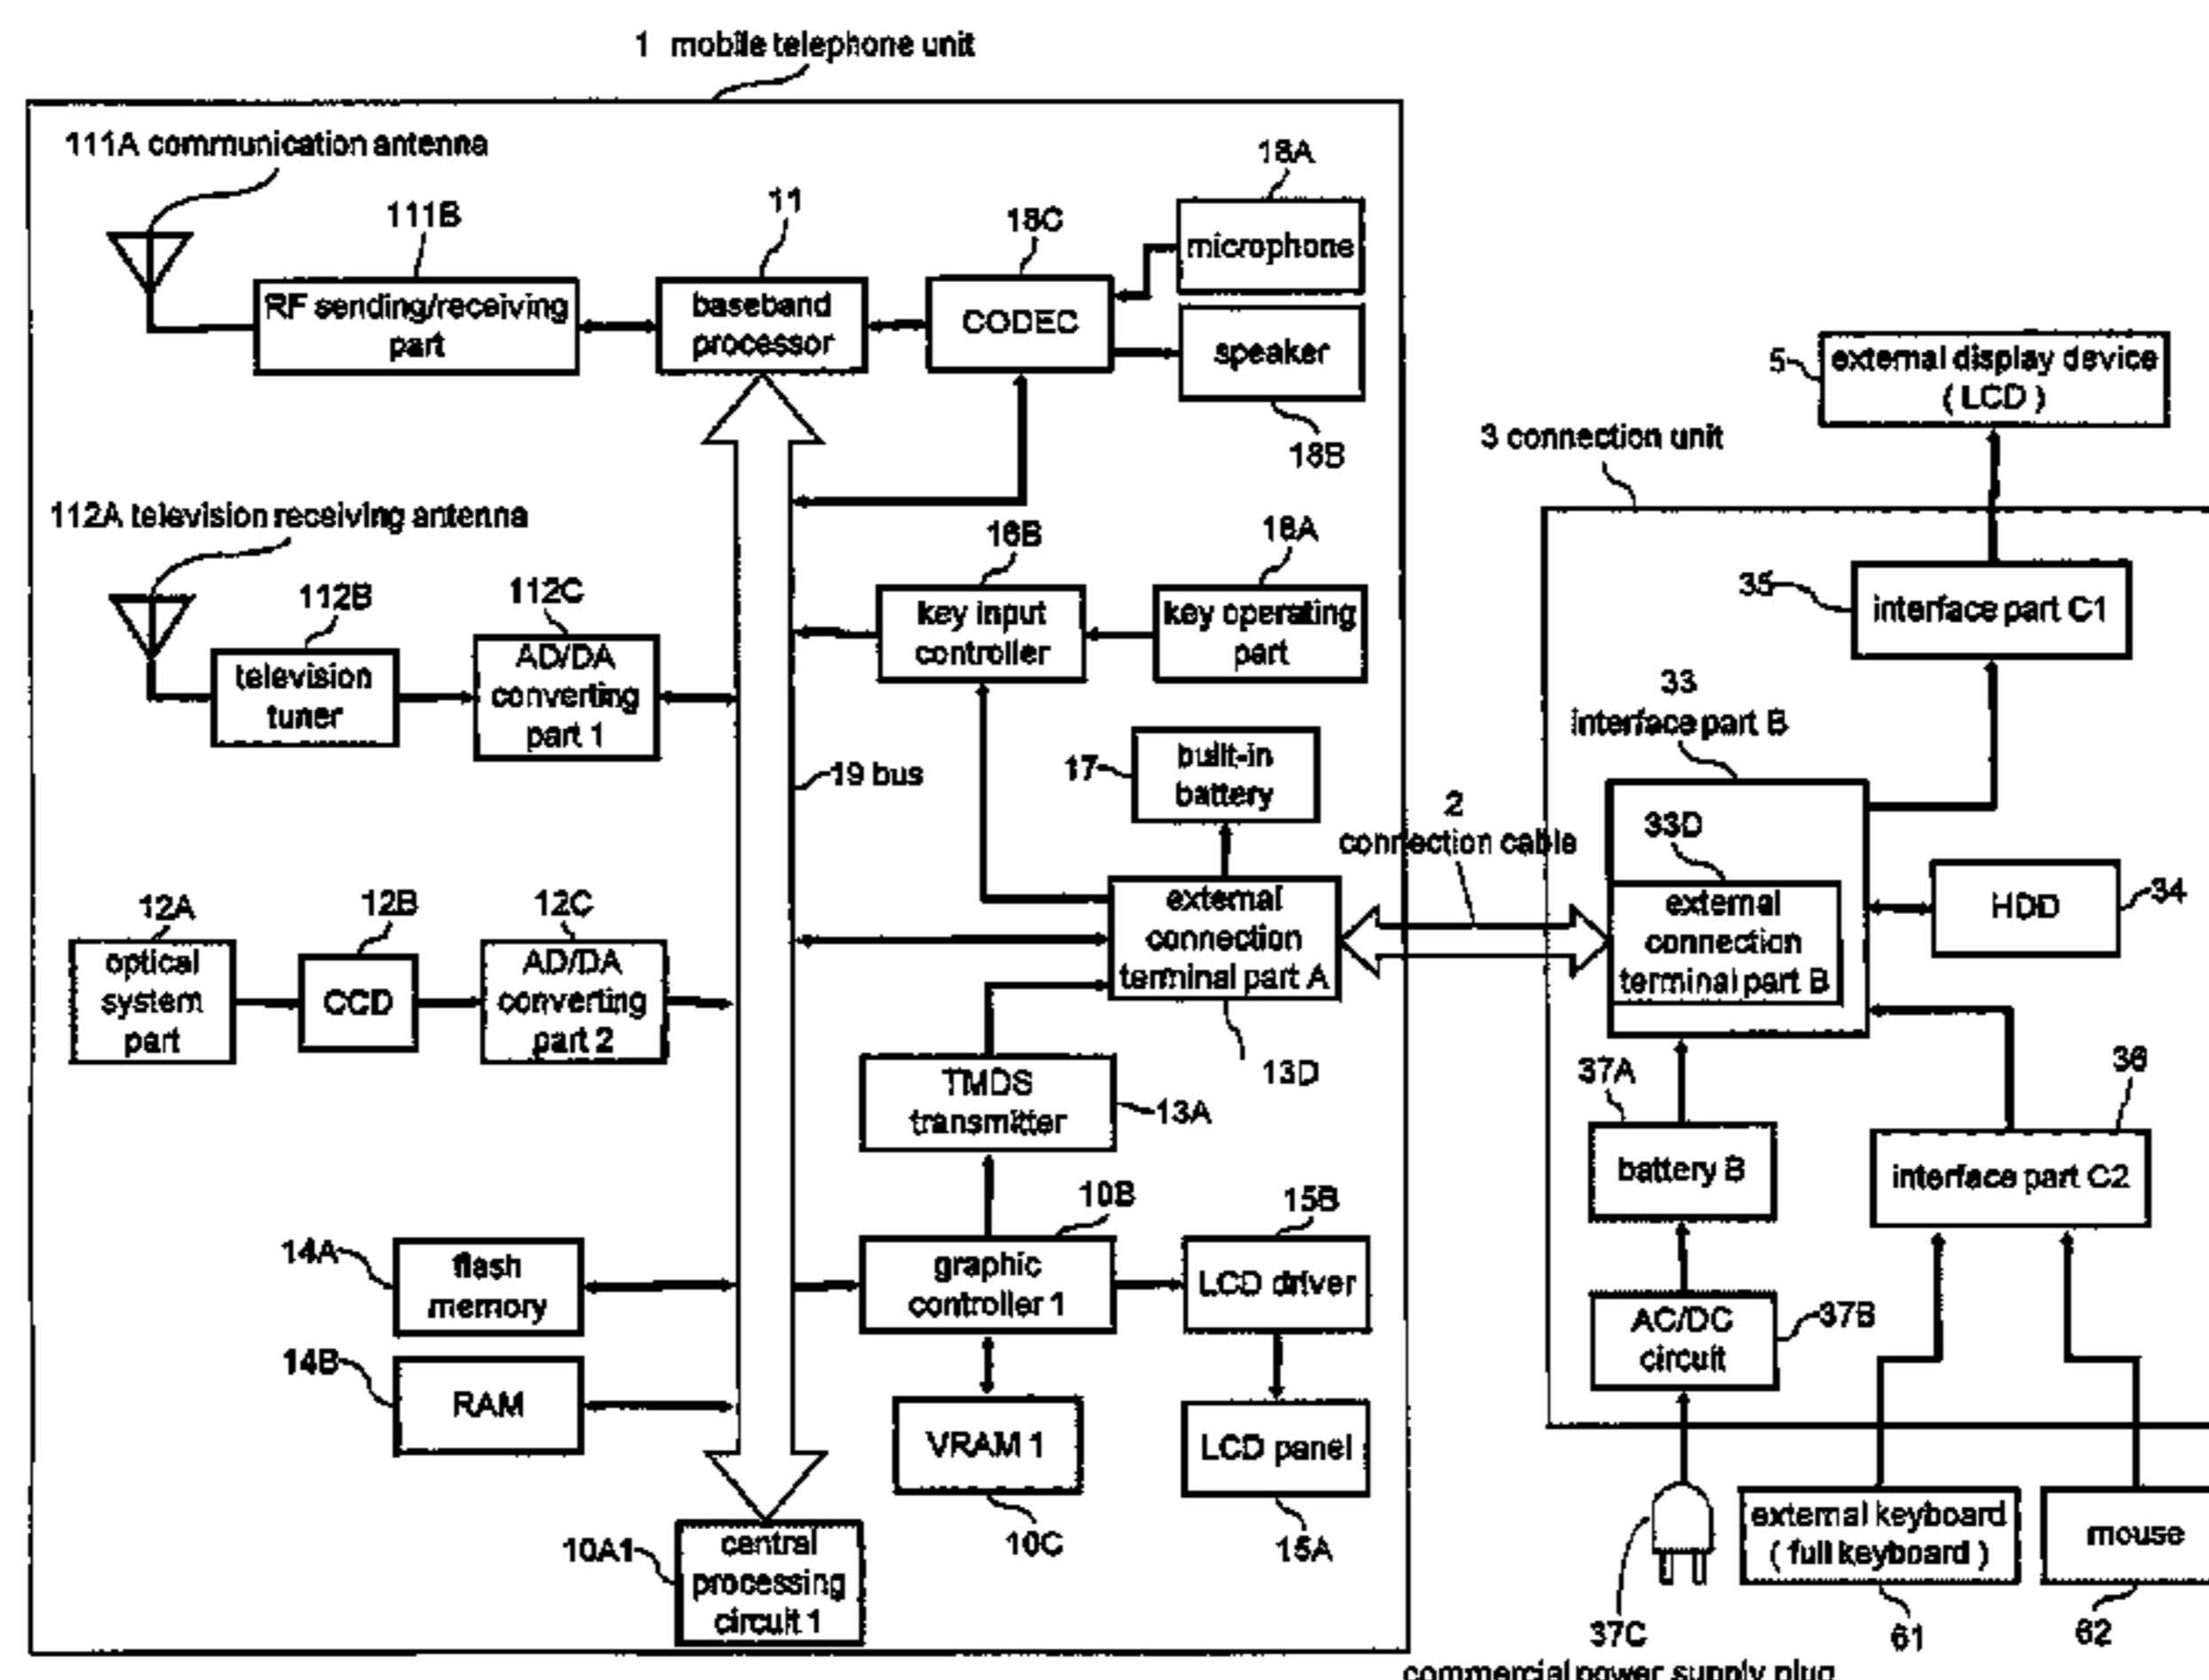 1 mobile telephone unit
111A communication antenna
111B
11
18C
18A
microphone
RF sending/receiving
part
baseband
processor
CODEC
speaker
18B
5
external display device
( LCD )
3 connection unit
112A television receiving antenna
112B
112C
16B
16A
television
tuner
AD/DA
converting
part 1
key input
controller
key operating
part
35
interface part C1
33
interface part B
19 bus
17
built-in
battery
2
connection cable
33D
12A
12B
12C
optical
system
part
CCD
AD/DA
converting
part 2
external
connection
terminal part A
external
connection
terminal part B
HDD
34
13D
TMDS
transmitter
13A
37A
36
battery B
interface part C2
10B
15B
14A
flash
memory
graphic
controller 1
LCD driver
AC/DC
circuit
37B
14B
RAM
VRAM 1
LCD panel
10C
15A
10A1
central
processing
circuit 1
external keyboard
( full keyboard )
mouse
37C
61
62
commercial power supply plug